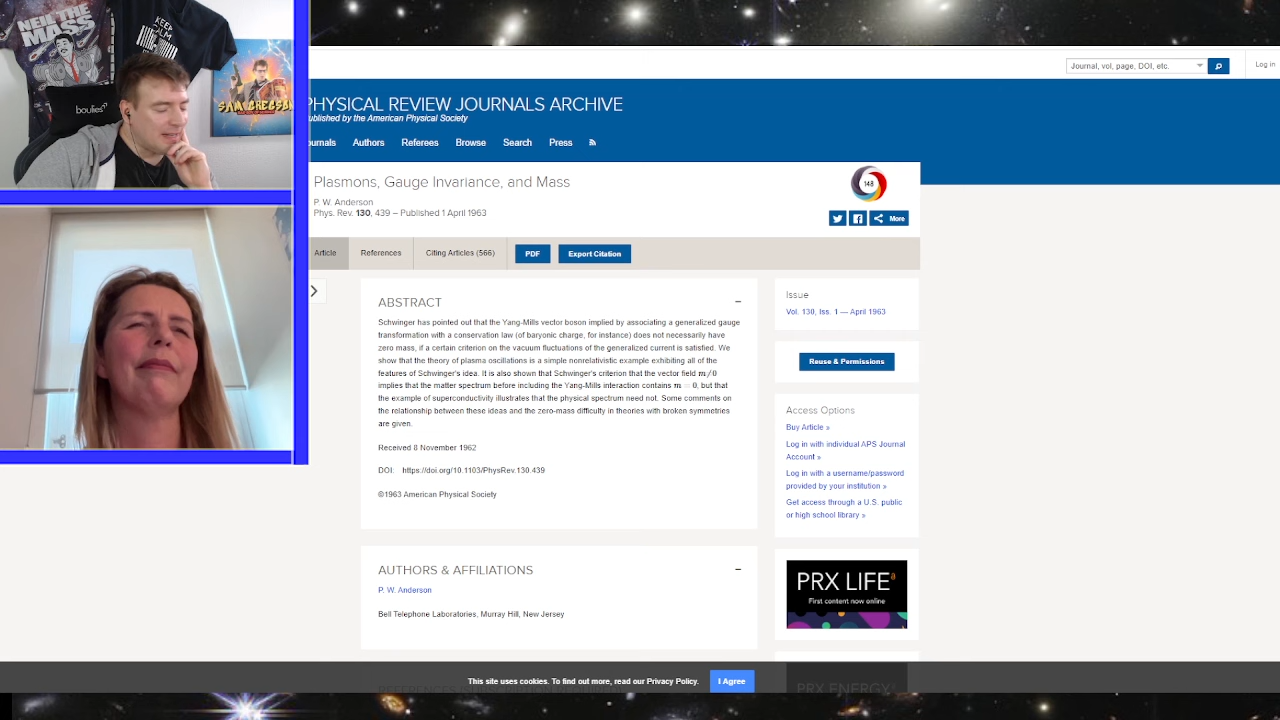 NEIL THE
MASS
KEEP
CALM
boulies
SAM GREGSON
Journal, vol, page, DOI, etc.
Log in
PHYSICAL REVIEW JOURNALS ARCHIVE
ublished by the American Physical Society
ournals Authors Referees Browse Search Press
Plasmons, Gauge Invariance, and Mass
148
P. W. Anderson
Phys. Rev. 130, 439 – Published 1 April 1963
More
Article References Citing Articles (566) PDF Export Citation
ABSTRACT
Schwinger has pointed out that the Yang-Mills vector boson implied by associating a generalized gauge
transformation with a conservation law (of baryonic charge, for instance) does not necessarily have
zero mass, if a certain criterion on the vacuum fluctuations of the generalized current is satisfied. We
show that the theory of plasma oscillations is a simple nonrelativistic example exhibiting all of the
features of Schwinger's idea. It is also shown that Schwinger's criterion that the vector field m/0
implies that the matter spectrum before including the Yang-Mills interaction contains m = 0, but that
the example of superconductivity illustrates that the physical spectrum need not. Some comments on
the relationship between these ideas and the zero-mass difficulty in theories with broken symmetries
are given.
Received 8 November 1962
DOI: https://doi.org/10.1103/PhysRev.130.439
©1963 American Physical Society
AUTHORS & AFFILIATIONS
P. W. Anderson
Bell Telephone Laboratories, Murray Hill, New Jersey
Issue
Vol. 130, Iss. 1 — April 1963
Reuse & Permissions
Access Options
Buy Article »
Log in with individual APS Journal
Account »
Log in with a username/password
provided by your institution »
Get access through a U.S. public
or high school library »
PRX LIFE
First content now online
PRX ENERGY
This site uses cookies. To find out more, read our Privacy Policy. I Agree